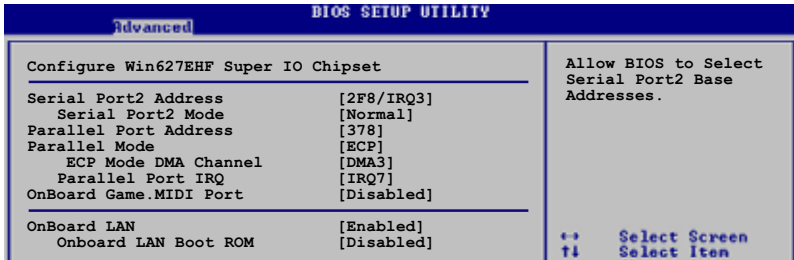 BIOS SETUP UTILITY
Advanced
Configure Win627EHF Super IO Chipset
Serial Port2 Address [2F8/IRQ3]
Serial Port2 Mode [Normal]
Parallel Port Address [378]
Parallel Mode [ECP]
ECP Mode DMA Channel [DMA3]
Parallel Port IRQ [IRQ7]
OnBoard Game.MIDI Port [Disabled]
OnBoard LAN [Enabled]
Onboard LAN Boot ROM [Disabled]
Allow BIOS to Select
Serial Port2 Base
Addresses.
↔ Select Screen
↑↓ Select Item